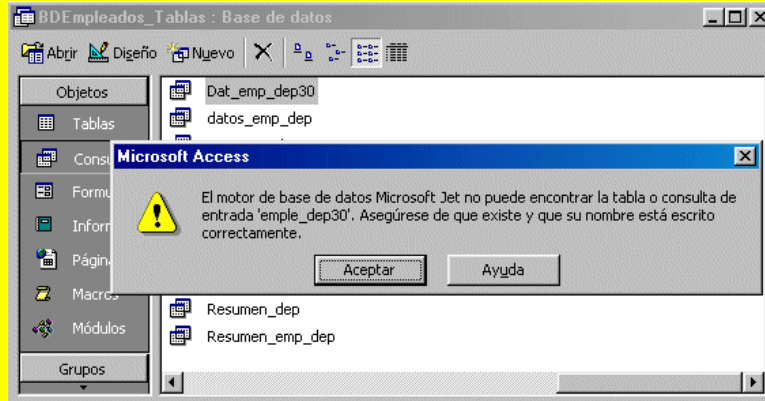 BDEmpleados_Tablas : Base de datos
Abrir Diseño Nuevo
Objetos
Dat_emp_dep30
Tablas
datos_emp_dep
Microsoft Access
El motor de base de datos Microsoft Jet no puede encontrar la tabla o consulta de
entrada 'emple_dep30'. Asegúrese de que existe y que su nombre está escrito
correctamente.
Aceptar Ayuda
Macros
Resumen_dep
Módulos
Resumen_emp_dep
Grupos